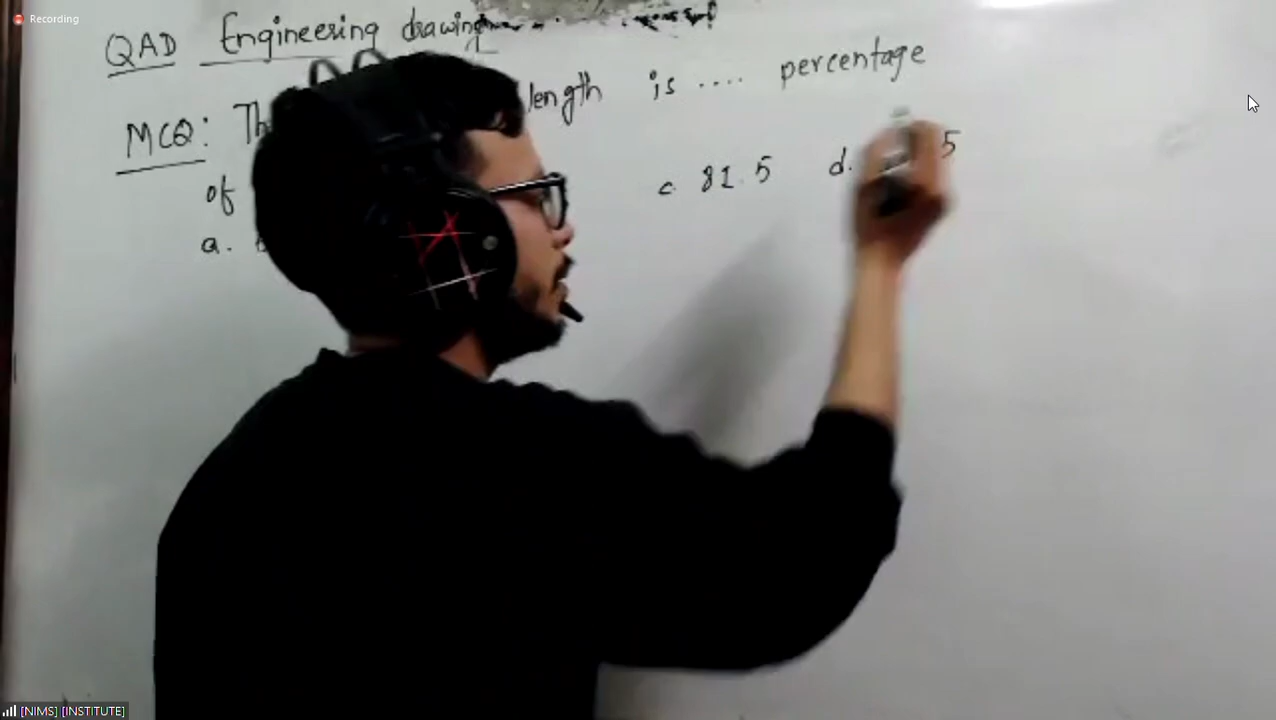 Recording
QAD Engineering drawing
MCQ: Th length is .... percentage
of c. 81.5 d. 5
a.
[NIMS] [INSTITUTE]